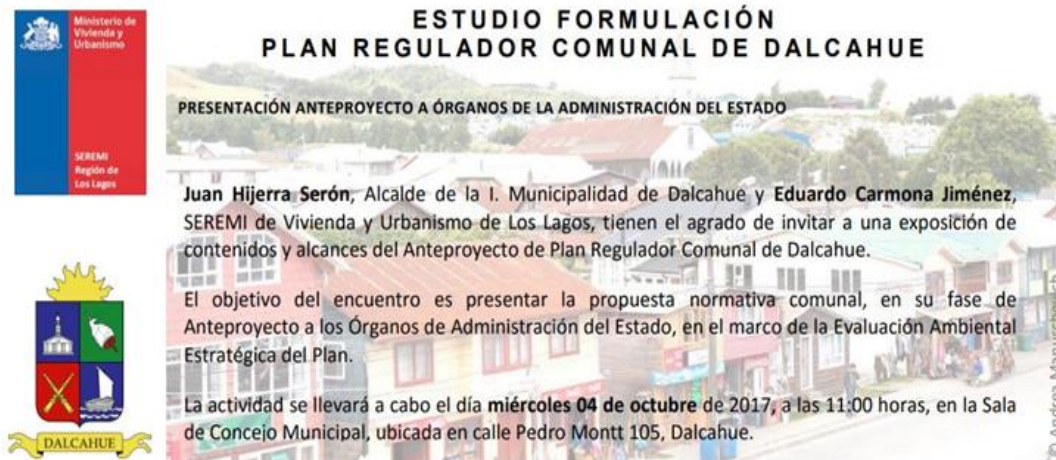 Ministerio de
Vivienda y
Urbanismo
SEREMI
Región de
Los Lagos
ESTUDIO FORMULACIÓN
PLAN REGULADOR COMUNAL DE DALCAHUE
PRESENTACIÓN ANTEPROYECTO A ÓRGANOS DE LA ADMINISTRACIÓN DEL ESTADO
Juan Hijerra Serón, Alcalde de la I. Municipalidad de Dalcahue y Eduardo Carmona Jiménez,
SEREMI de Vivienda y Urbanismo de Los Lagos, tienen el agrado de invitar a una exposición de
contenidos y alcances del Anteproyecto de Plan Regulador Comunal de Dalcahue.
El objetivo del encuentro es presentar la propuesta normativa comunal, en su fase de
Anteproyecto a los Órganos de Administración del Estado, en el marco de la Evaluación Ambiental
Estratégica del Plan.
La actividad se llevará a cabo el día miércoles 04 de octubre de 2017, a las 11:00 horas, en la Sala
de Concejo Municipal, ubicada en calle Pedro Montt 105, Dalcahue.
DALCAHUE